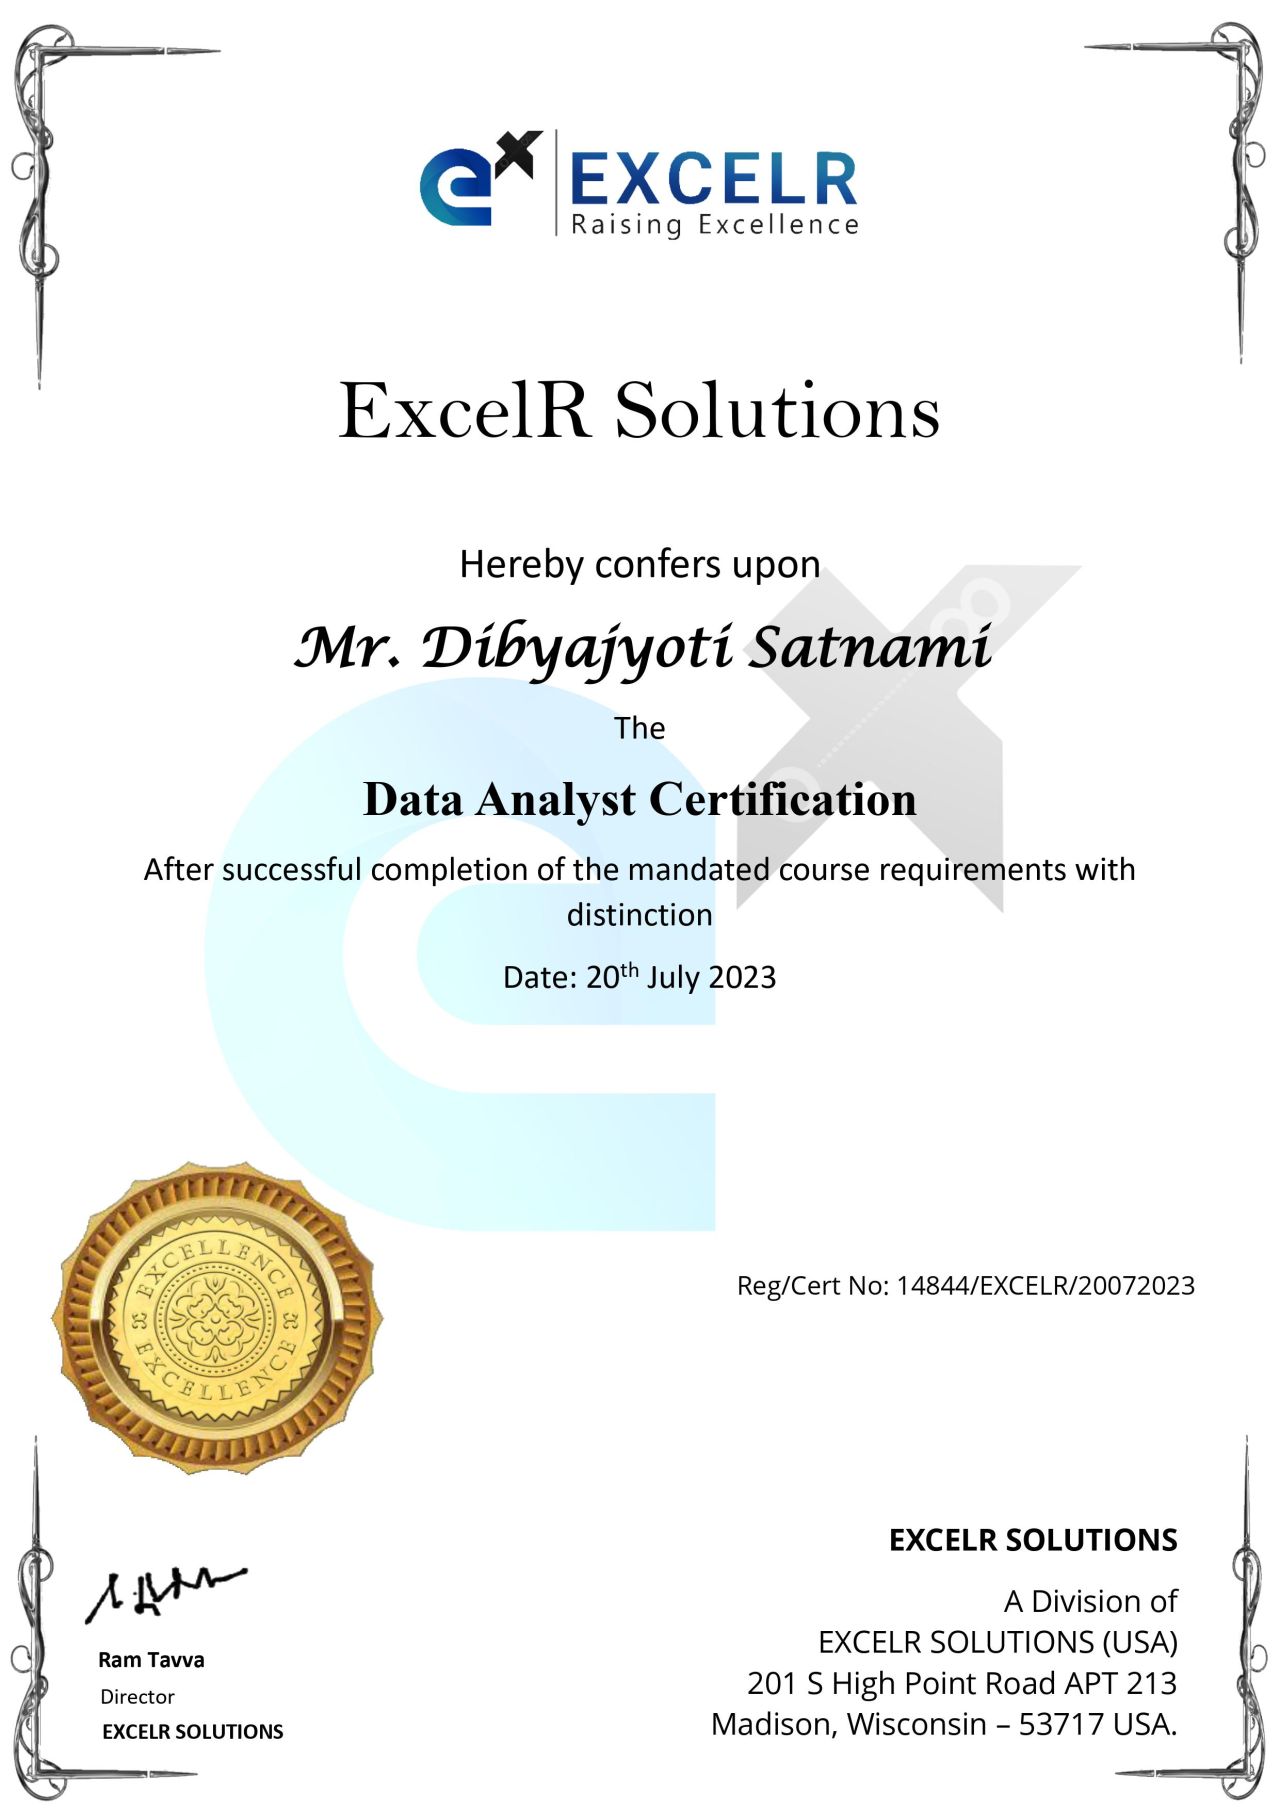 EXCELR
Raising Excellence
ExcelR Solutions
Hereby confers upon
Mr. Dibyajyoti Satnami
The
Data Analyst Certification
After successful completion of the mandated course requirements with
distinction
Date: 20th July 2023
EXCELLENCE
EXCELLENCE
Reg/Cert No: 14844/EXCELR/20072023
Ram Tavva
Director
EXCELR SOLUTIONS
EXCELR SOLUTIONS
A Division of
EXCELR SOLUTIONS (USA)
201 S High Point Road APT 213
Madison, Wisconsin – 53717 USA.